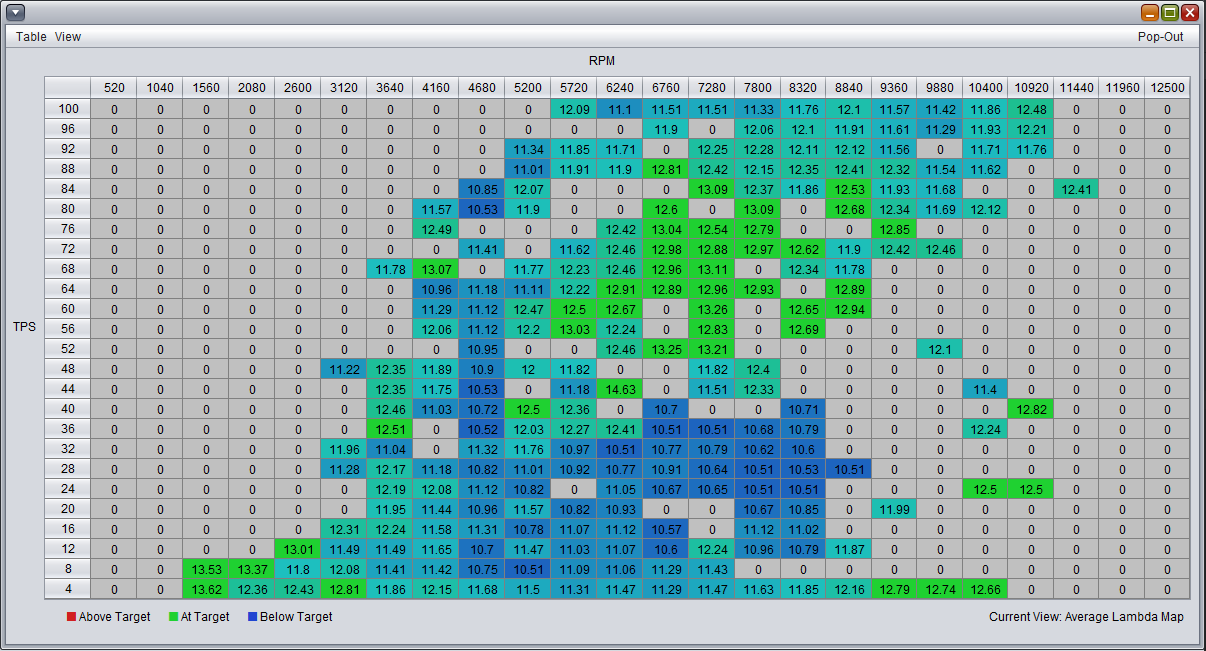 Table View Pop-Out
RPM
520 1040 1560 2080 2600 3120 3640 4160 4680 5200 5720 6240 6760 7280 7800 8320 8840 9360 9880 10400 10920 11440 11960 12500
100 0 0 0 0 0 0 0 0 0 0 12.09 11.1 11.51 11.51 11.33 11.76 12.1 11.57 11.42 11.86 12.48 0 0 0
96 0 0 0 0 0 0 0 0 0 0 0 0 11.9 0 12.06 12.1 11.91 11.61 11.29 11.93 12.21 0 0 0
92 0 0 0 0 0 0 0 0 0 11.34 11.85 11.71 0 12.25 12.28 12.11 12.12 11.56 0 11.71 11.76 0 0 0
88 0 0 0 0 0 0 0 0 0 11.01 11.91 11.9 12.81 12.42 12.15 12.35 12.41 12.32 11.54 11.62 0 0 0 0
84 0 0 0 0 0 0 0 0 10.85 12.07 0 0 0 13.09 12.37 11.86 12.53 11.93 11.68 0 0 12.41 0 0
80 0 0 0 0 0 0 0 11.57 10.53 11.9 0 0 12.6 0 13.09 0 12.68 12.34 11.69 12.12 0 0 0 0
76 0 0 0 0 0 0 0 12.49 0 0 0 12.42 13.04 12.54 12.79 0 0 12.85 0 0 0 0 0 0
72 0 0 0 0 0 0 0 0 11.41 0 11.62 12.46 12.98 12.88 12.97 12.62 11.9 12.42 12.46 0 0 0 0 0
68 0 0 0 0 0 0 11.78 13.07 0 11.77 12.23 12.46 12.96 13.11 0 12.34 11.78 0 0 0 0 0 0 0
64 0 0 0 0 0 0 0 10.96 11.18 11.11 12.22 12.91 12.89 12.96 12.93 0 12.89 0 0 0 0 0 0 0
60 0 0 0 0 0 0 0 11.29 11.12 12.47 12.5 12.67 0 13.26 0 12.65 12.94 0 0 0 0 0 0 0
TPS
56 0 0 0 0 0 0 0 12.06 11.12 12.2 13.03 12.24 0 12.83 0 12.69 0 0 0 0 0 0 0 0
52 0 0 0 0 0 0 0 0 10.95 0 0 12.46 13.25 13.21 0 0 0 0 12.1 0 0 0 0 0
48 0 0 0 0 0 11.22 12.35 11.89 10.9 12 11.82 0 0 11.82 12.4 0 0 0 0 0 0 0 0 0
44 0 0 0 0 0 0 12.35 11.75 10.53 0 11.18 14.63 0 11.51 12.33 0 0 0 0 11.4 0 0 0 0
40 0 0 0 0 0 0 12.46 11.03 10.72 12.5 12.36 0 10.7 0 0 10.71 0 0 0 0 12.82 0 0 0
36 0 0 0 0 0 0 12.51 0 10.52 12.03 12.27 12.41 10.51 10.51 10.68 10.79 0 0 0 12.24 0 0 0 0
32 0 0 0 0 0 11.96 11.04 0 11.32 11.76 10.97 10.51 10.77 10.79 10.62 10.6 0 0 0 0 0 0 0 0
28 0 0 0 0 0 11.28 12.17 11.18 10.82 11.01 10.92 10.77 10.91 10.64 10.51 10.53 10.51 0 0 0 0 0 0 0
24 0 0 0 0 0 0 12.19 12.08 11.12 10.82 0 11.05 10.67 10.65 10.51 10.51 0 0 0 12.5 12.5 0 0 0
20 0 0 0 0 0 0 11.95 11.44 10.96 11.57 10.82 10.93 0 0 10.67 10.85 0 11.99 0 0 0 0 0 0
16 0 0 0 0 0 12.31 12.24 11.58 11.31 10.78 11.07 11.12 10.57 0 11.12 11.02 0 0 0 0 0 0 0 0
12 0 0 0 0 13.01 11.49 11.49 11.65 10.7 11.47 11.03 11.07 10.6 12.24 10.96 10.79 11.87 0 0 0 0 0 0 0
8 0 0 13.53 13.37 11.8 12.08 11.41 11.42 10.75 10.51 11.09 11.06 11.29 11.43 0 0 0 0 0 0 0 0 0 0
4 0 0 13.62 12.36 12.43 12.81 11.86 12.15 11.68 11.5 11.31 11.47 11.29 11.47 11.63 11.85 12.16 12.79 12.74 12.66 0 0 0 0
Above Target At Target Below Target Current View: Average Lambda Map